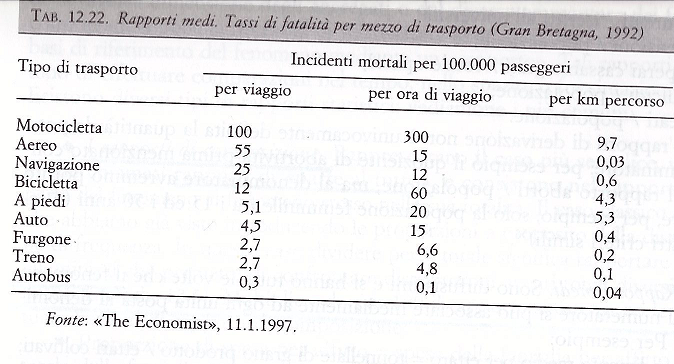 TAB. 12.22. Rapporti medi. Tassi di fatalità per mezzo di trasporto (Gran Bretagna, 1992)
Tipo di trasporto Incidenti mortali per 100.000 passeggeri
per viaggio per ora di viaggio per km percorso
Motocicletta 100 300 9,7
Aereo 55 15 0,03
Navigazione 25 12 0,6
Bicicletta 12 60 4,3
A piedi 5,1 20 5,3
Auto 4,5 15 0,4
Furgone 2,7 6,6 0,2
Treno 2,7 4,8 0,1
Autobus 0,3 0,1 0,04
Fonte: «The Economist», 11.1.1997.